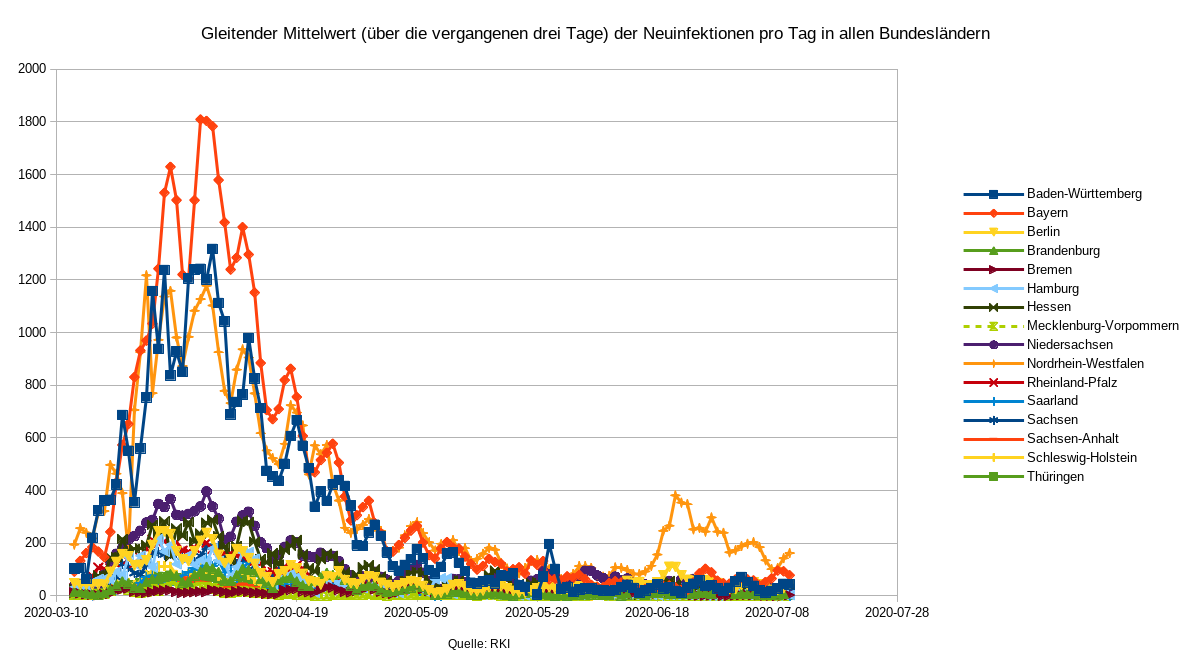 Gleitender Mittelwert (über die vergangenen drei Tage) der Neuinfektionen pro Tag in allen Bundesländern
2000
1800
1600
1400
1200
1000
800
600
400
200
0
2020-03-10 2020-03-30 2020-04-19 2020-05-09 2020-05-29 2020-06-18 2020-07-08 2020-07-28
Baden-Württemberg
Bayern
Berlin
Brandenburg
Bremen
Hamburg
Hessen
Mecklenburg-Vorpommern
Niedersachsen
Nordrhein-Westfalen
Rheinland-Pfalz
Saarland
Sachsen
Sachsen-Anhalt
Schleswig-Holstein
Thüringen
Quelle: RKI